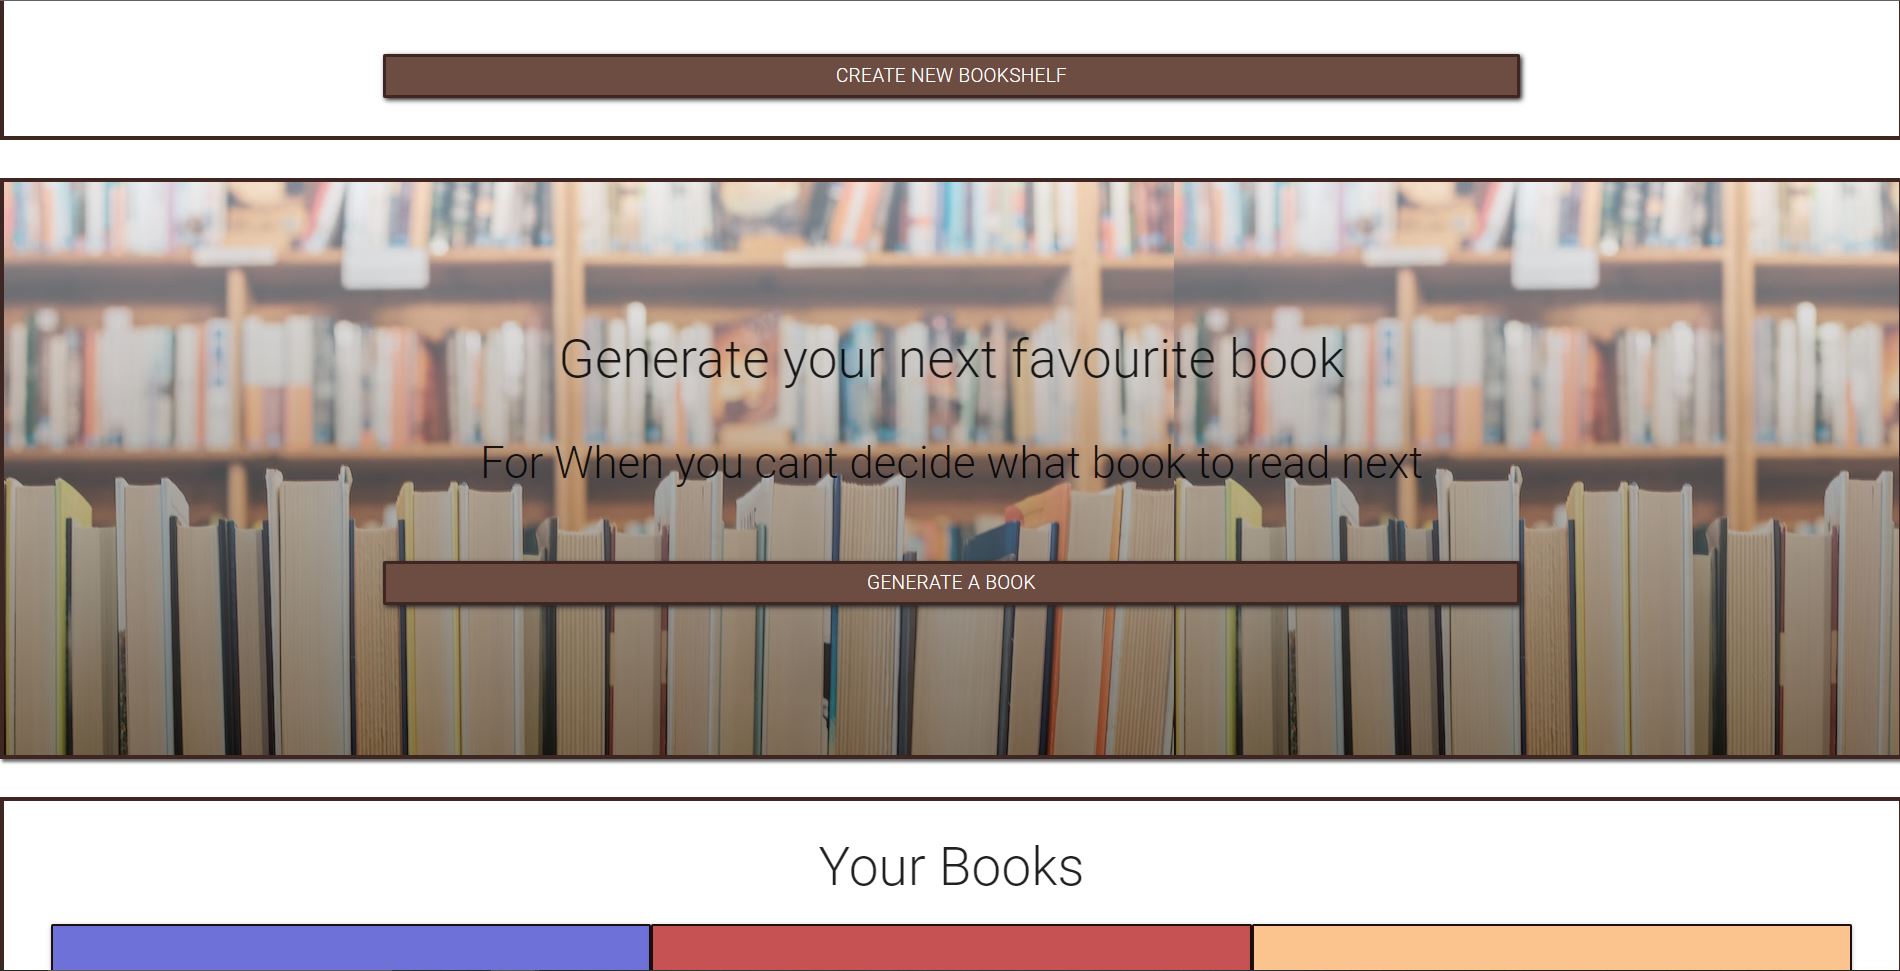 CREATE NEW BOOKSHELF
Generate your next favourite book
For When you cant decide what book to read next
GENERATE A BOOK
Your Books